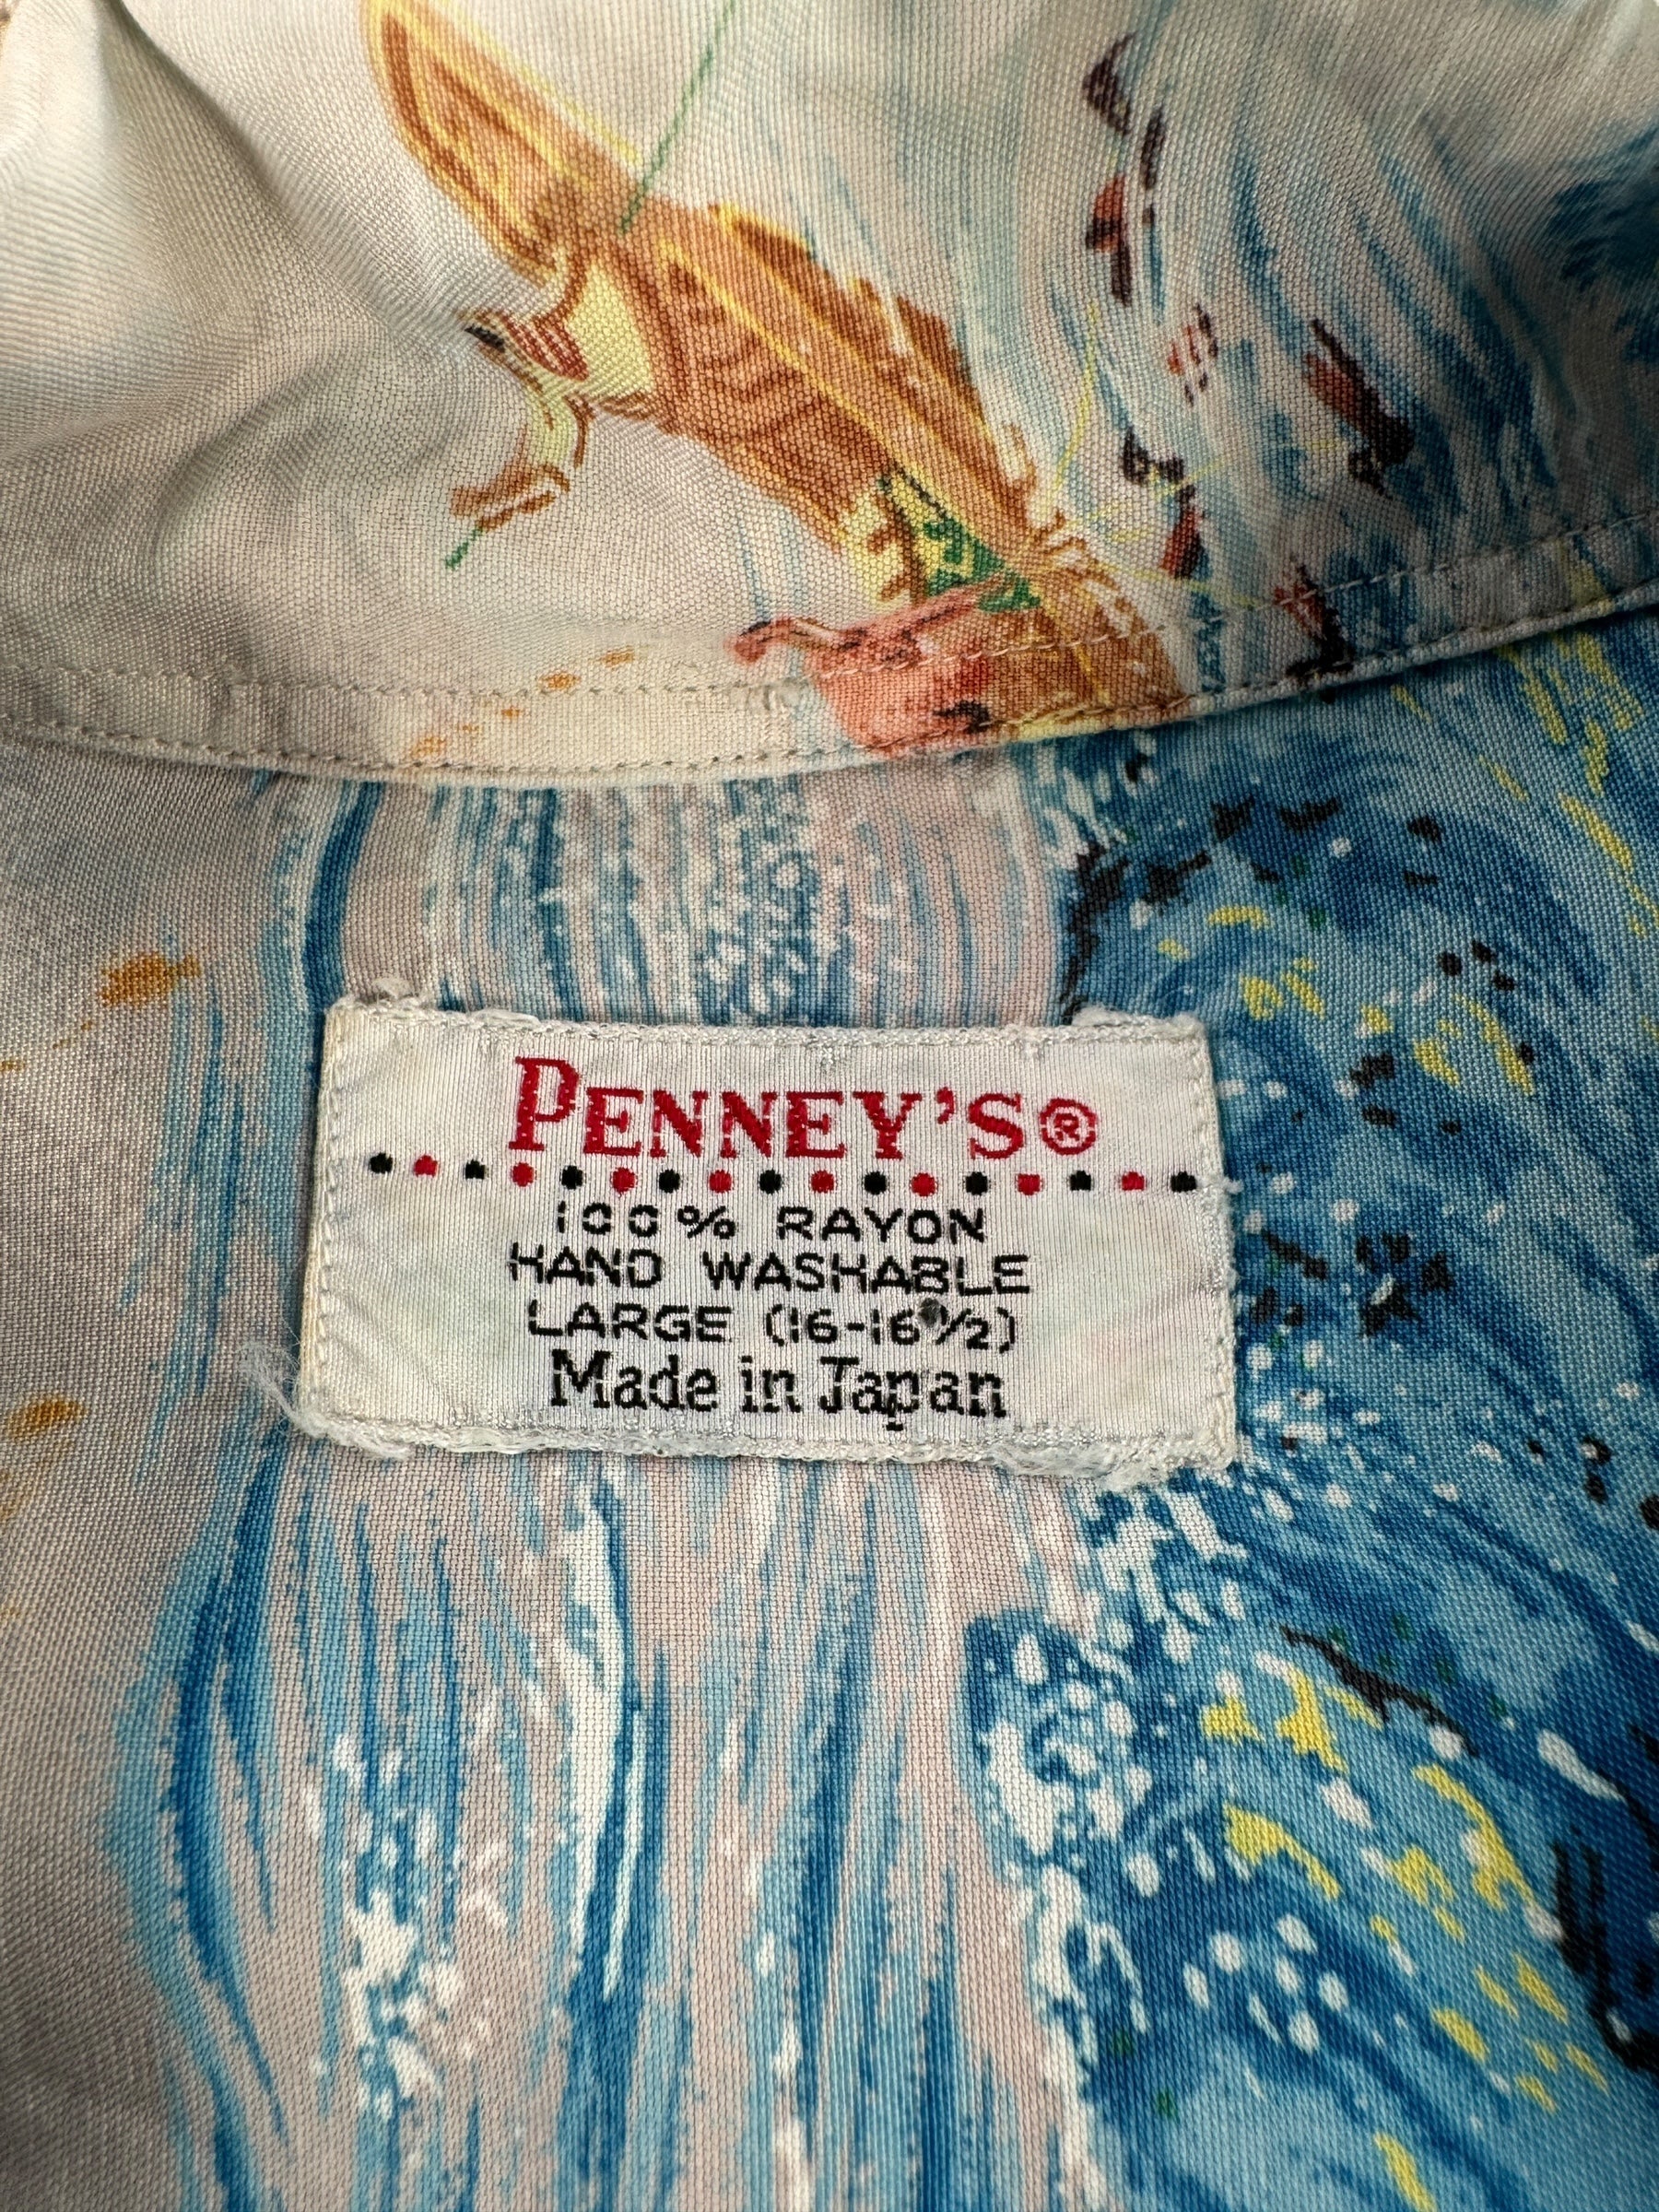 PENNEY'S®
100% RAYON
HAND WASHABLE
LARGE (16-16½)
Made in Japan